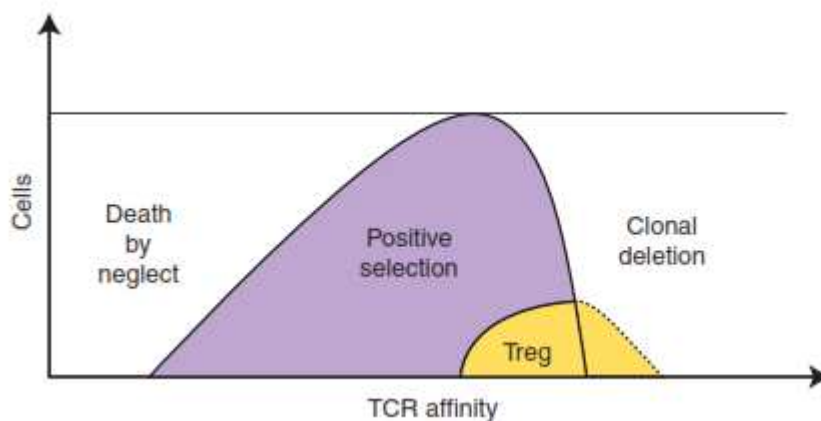 Cells
Death
by
neglect
Positive
selection
Clonal
deletion
Treg
TCR affinity